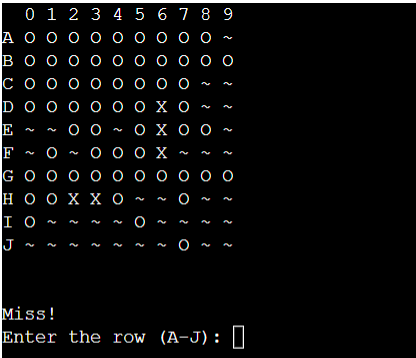 0 1 2 3 4 5 6 7 8 9
A O O O O O O O O O ~
B O O O O O O O O O O
C O O O O O O O O ~ ~
D O O O O O O X O ~ ~
E ~ ~ O O ~ O X O O ~
F ~ O ~ O O O X ~ ~ ~
G O O O O O O O O O O
H O O X X O ~ ~ O ~ ~
I O ~ ~ ~ ~ O ~ ~ ~ ~
J ~ ~ ~ ~ ~ ~ ~ O ~ ~
Miss!
Enter the row (A-J):